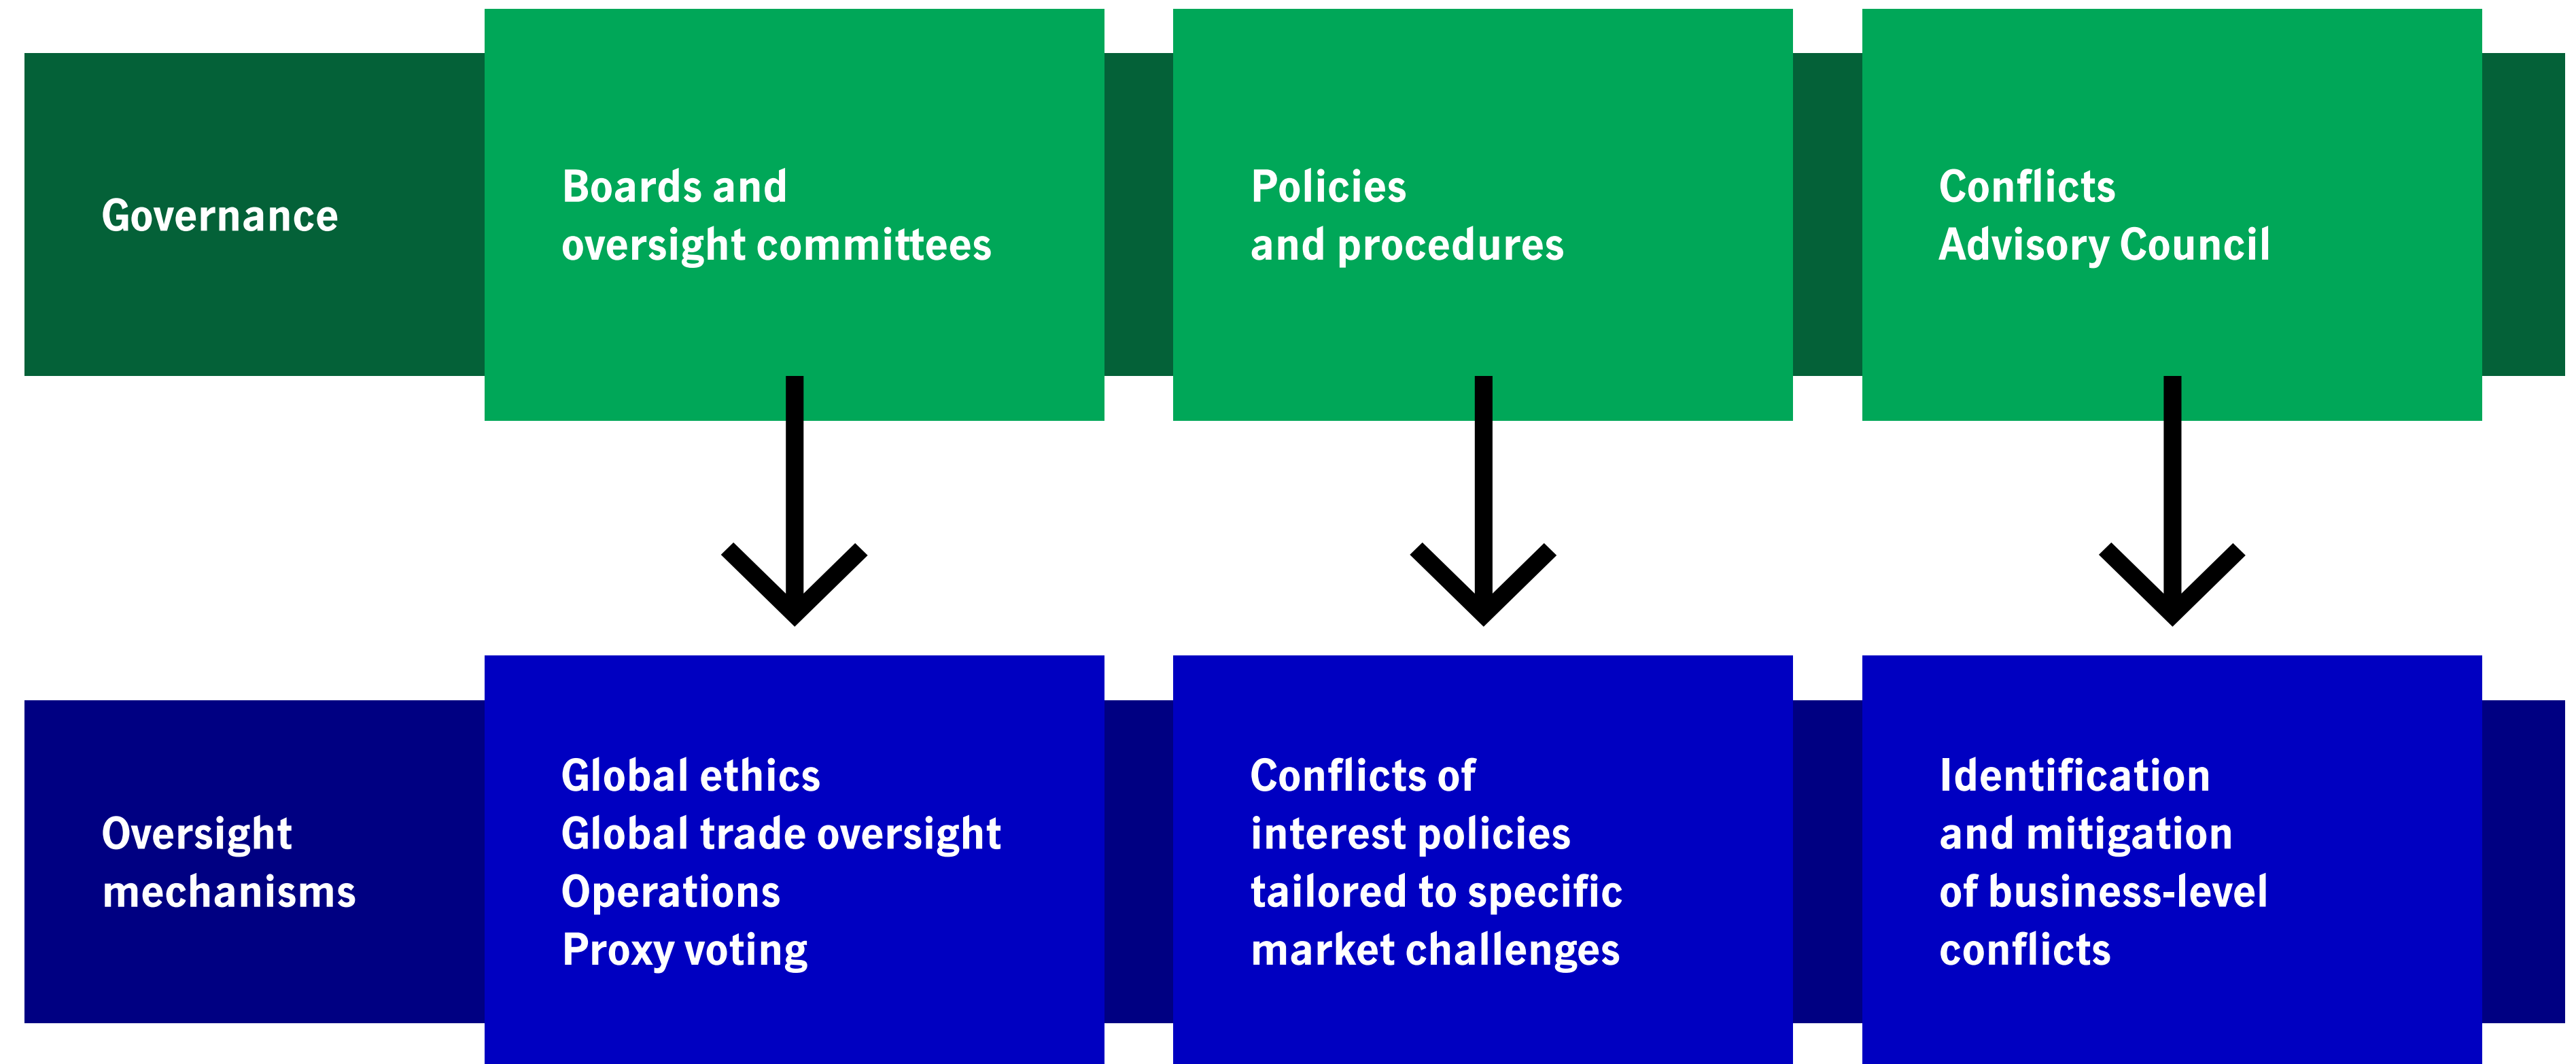 Governance
Boards and
oversight committees
Policies
and procedures
Conflicts
Advisory Council
Oversight
mechanisms
Global ethics
Global trade oversight
Operations
Proxy voting
Conflicts of
interest policies
tailored to specific
market challenges
Identification
and mitigation
of business-level
conflicts